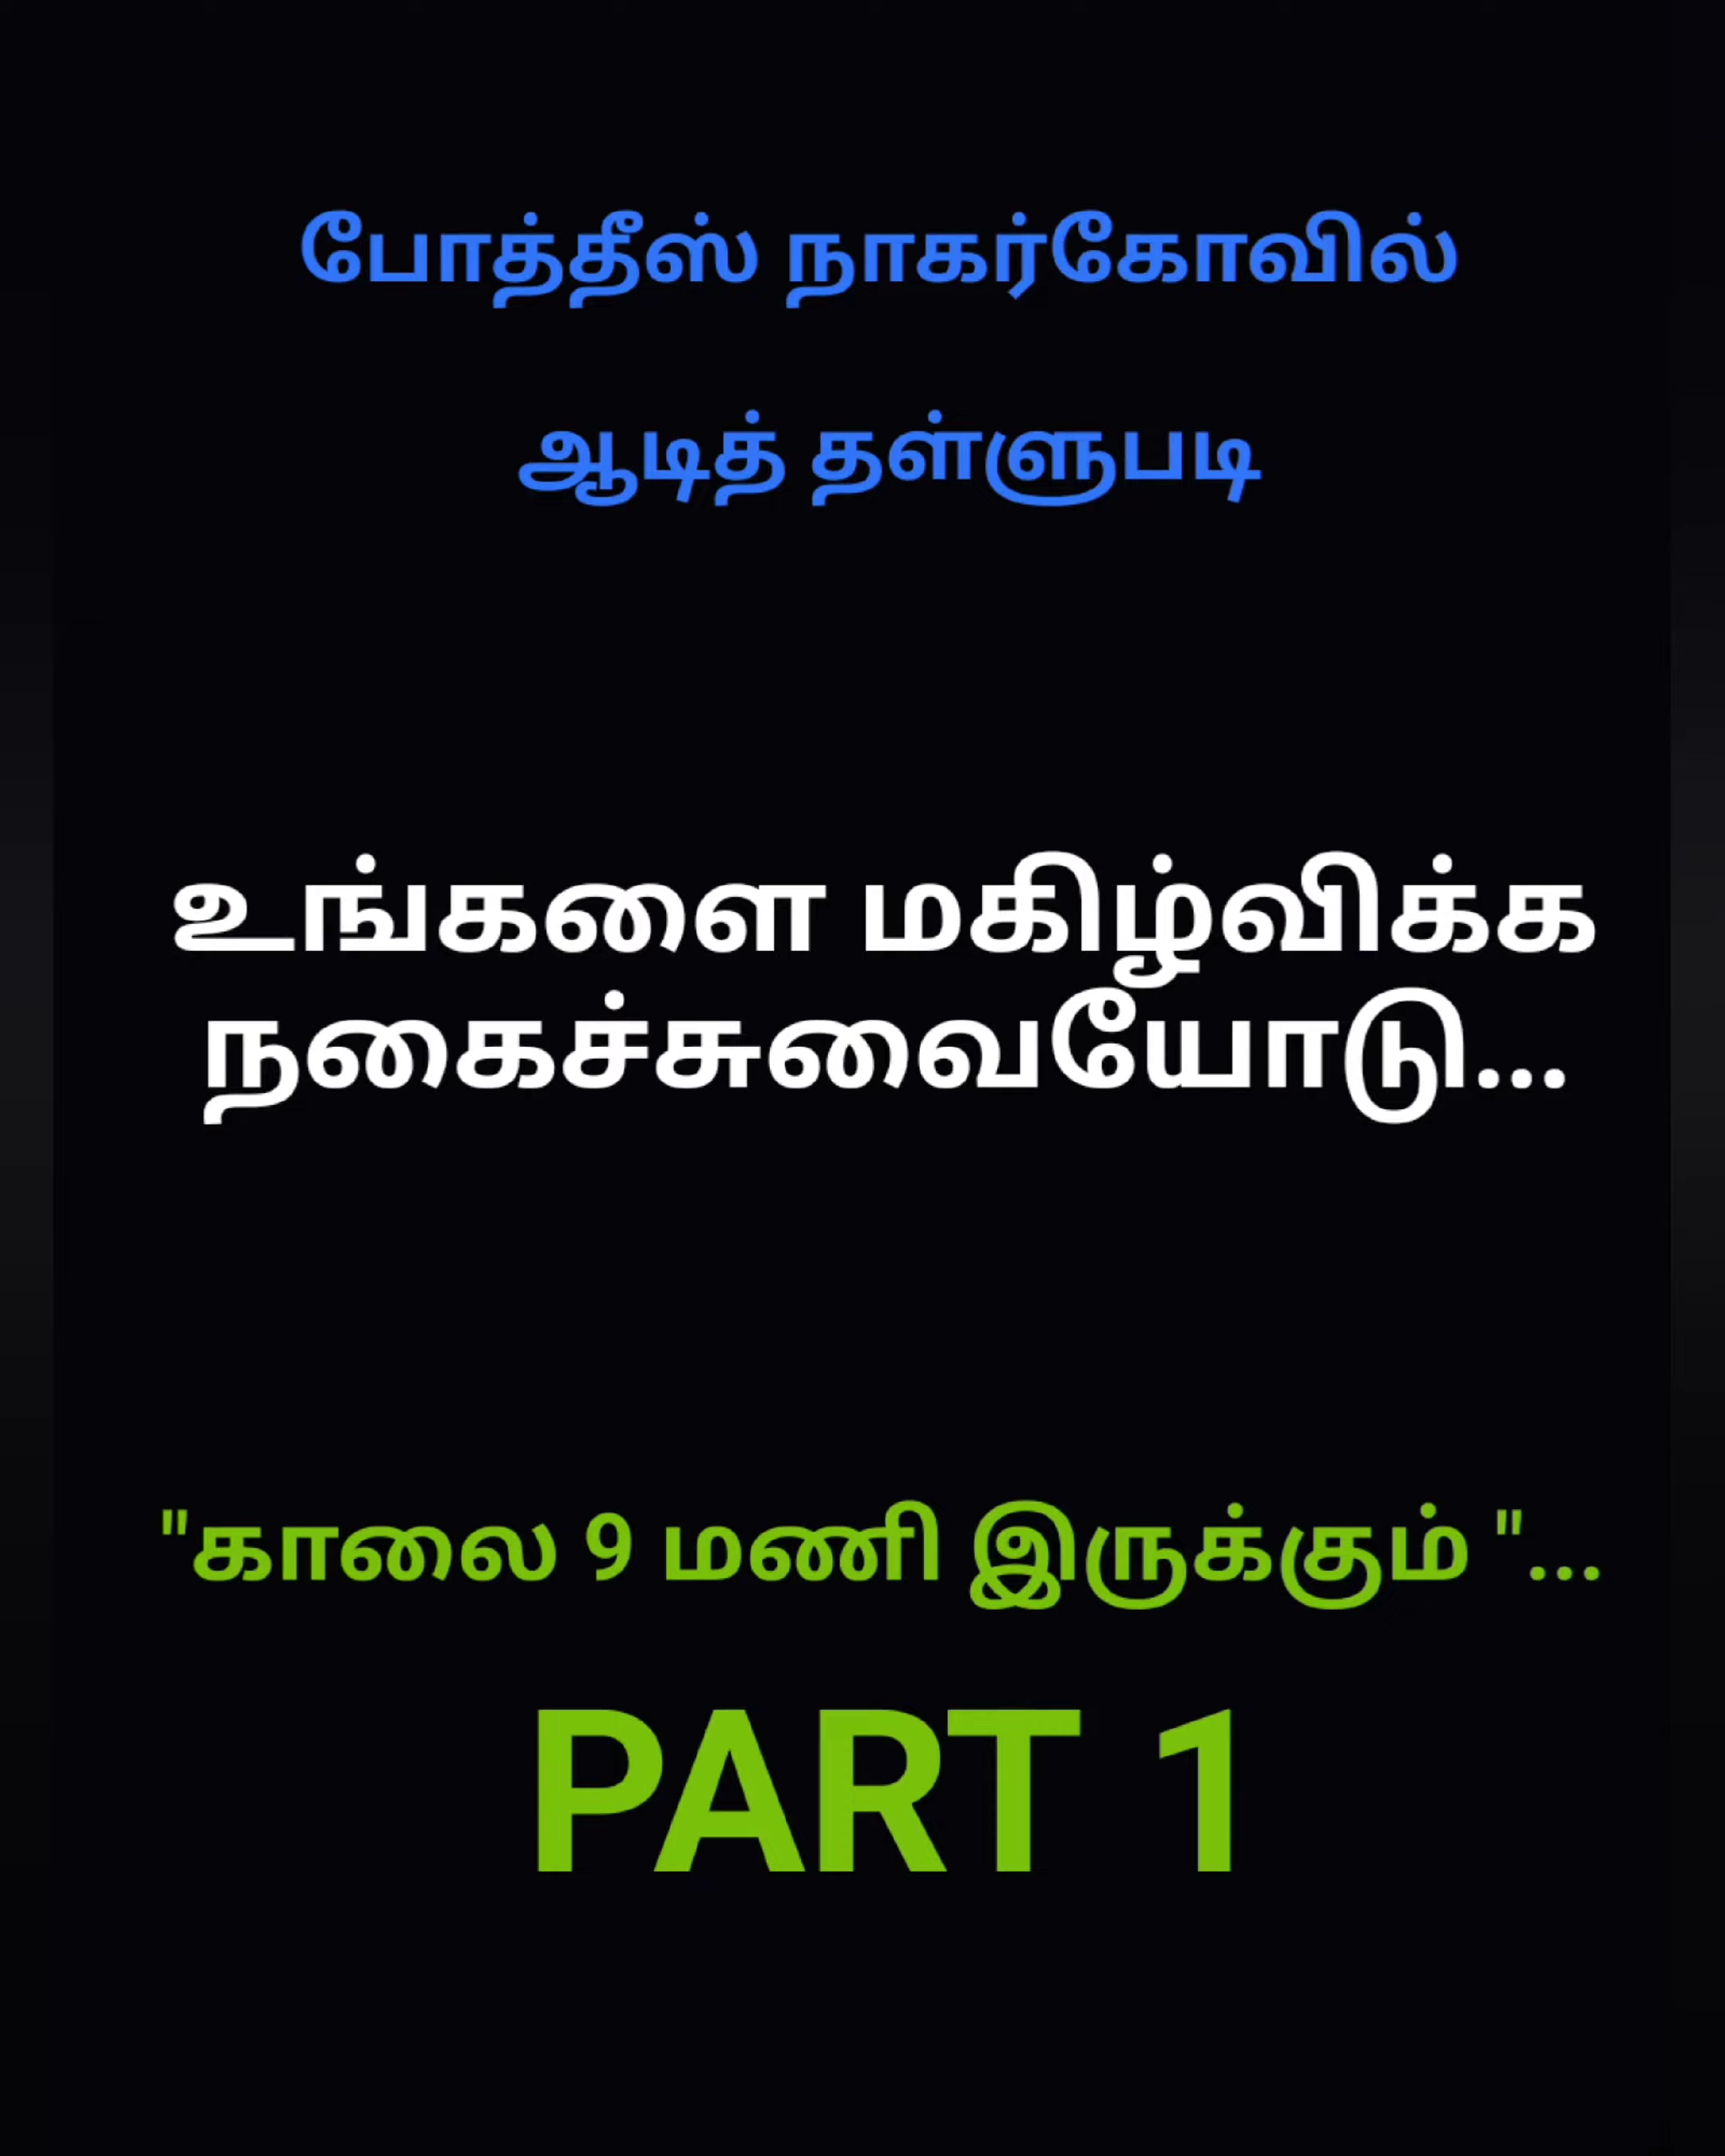 போத்தீஸ் நாகர்கோவில்
ஆடித் தள்ளுபடி
உங்களை மகிழ்விக்க
நகைச்சுவையோடு...
"காலை 9 மணி இருக்கும் "...
PART 1